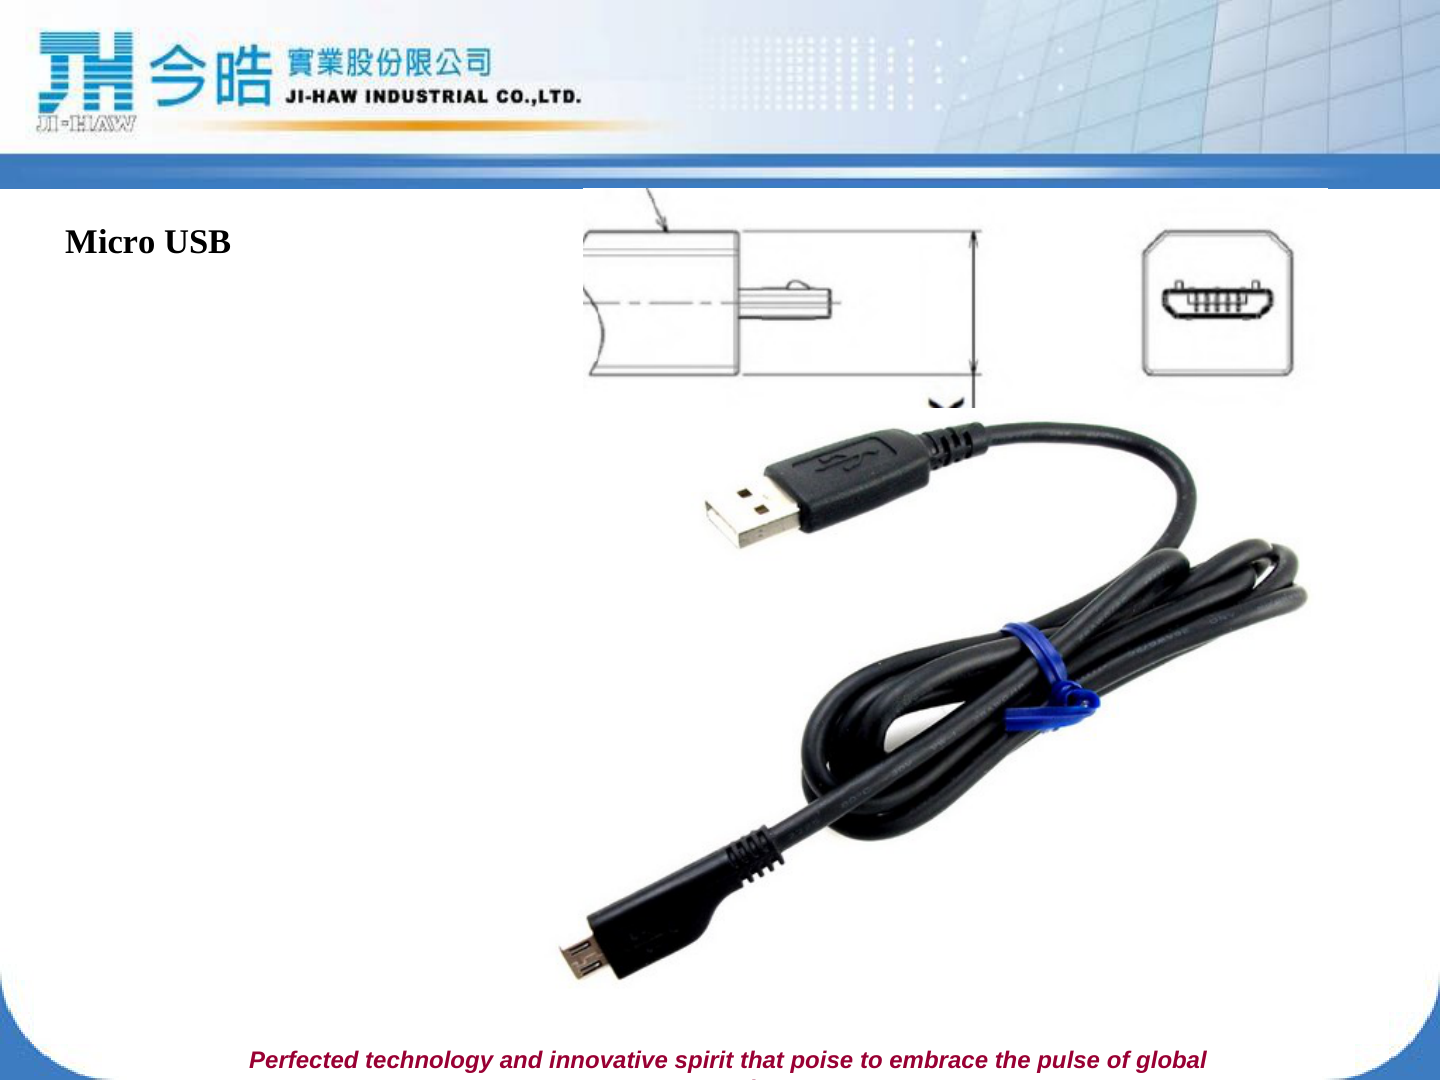 今皓 實業股份限公司
JI-HAW INDUSTRIAL CO.,LTD.
JI-HAW
Micro USB
Perfected technology and innovative spirit that poise to embrace the pulse of global